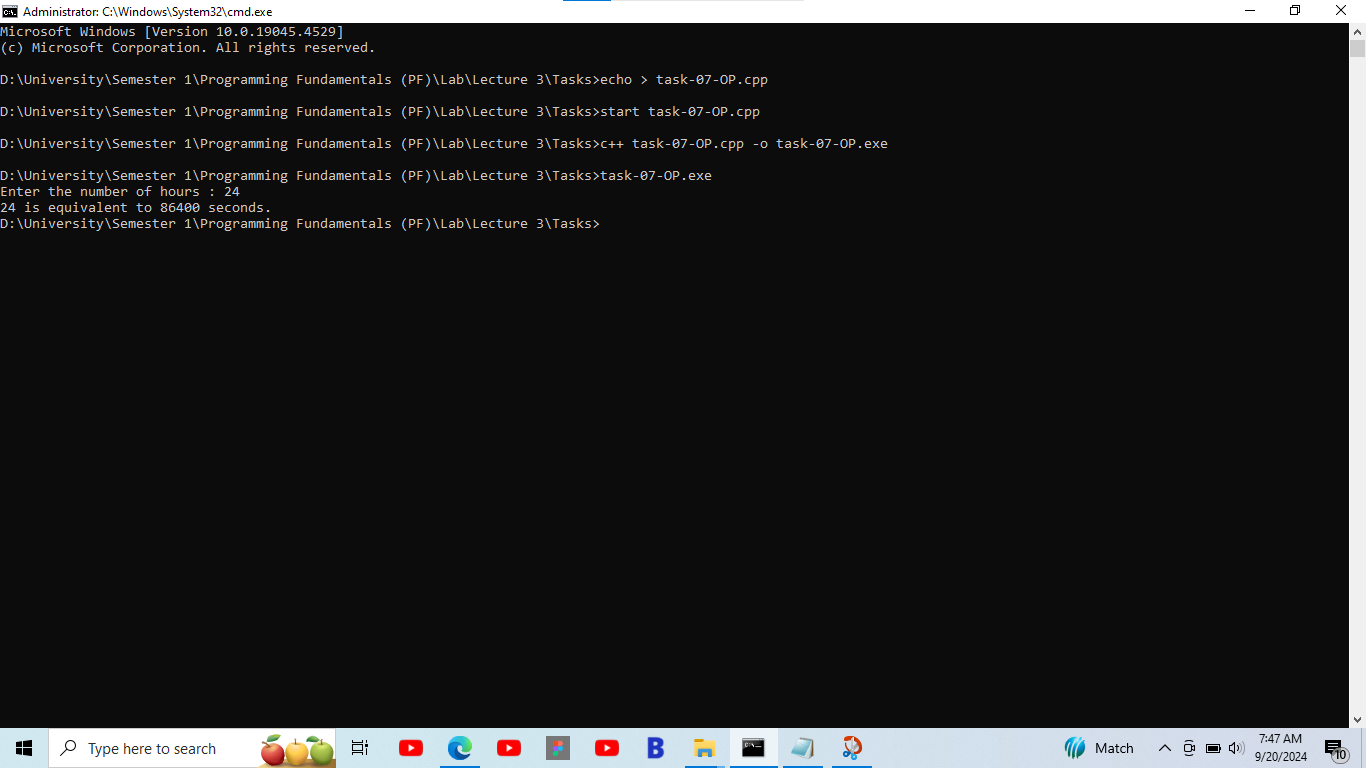 Administrator: C:\Windows\System32\cmd.exe
Microsoft Windows [Version 10.0.19045.4529]
(c) Microsoft Corporation. All rights reserved.
D:\University\Semester 1\Programming Fundamentals (PF)\Lab\Lecture 3\Tasks>echo > task-07-OP.cpp
D:\University\Semester 1\Programming Fundamentals (PF)\Lab\Lecture 3\Tasks>start task-07-OP.cpp
D:\University\Semester 1\Programming Fundamentals (PF)\Lab\Lecture 3\Tasks>c++ task-07-OP.cpp -o task-07-OP.exe
D:\University\Semester 1\Programming Fundamentals (PF)\Lab\Lecture 3\Tasks>task-07-OP.exe
Enter the number of hours : 24
24 is equivalent to 86400 seconds.
D:\University\Semester 1\Programming Fundamentals (PF)\Lab\Lecture 3\Tasks>
Type here to search
B
Match
7:47 AM
9/20/2024
10